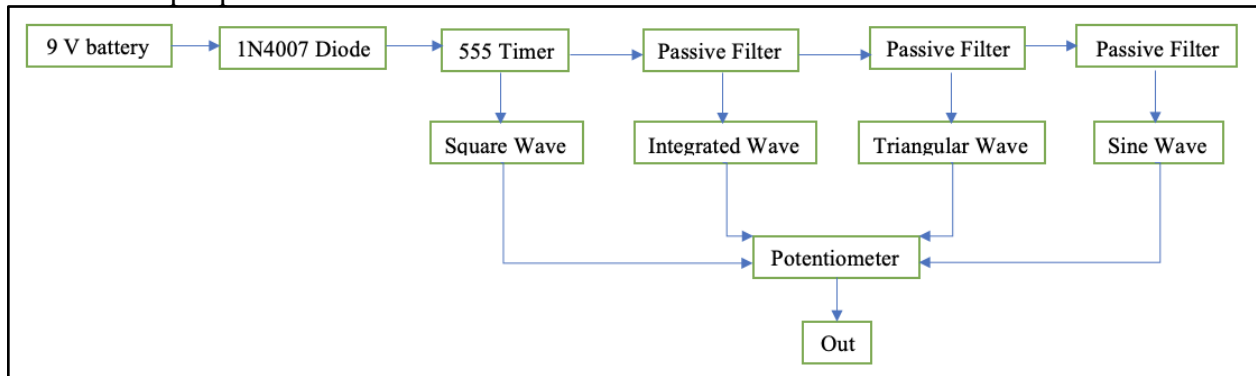 9 V battery
1N4007 Diode
555 Timer
Passive Filter
Passive Filter
Passive Filter
Square Wave
Integrated Wave
Triangular Wave
Sine Wave
Potentiometer
Out